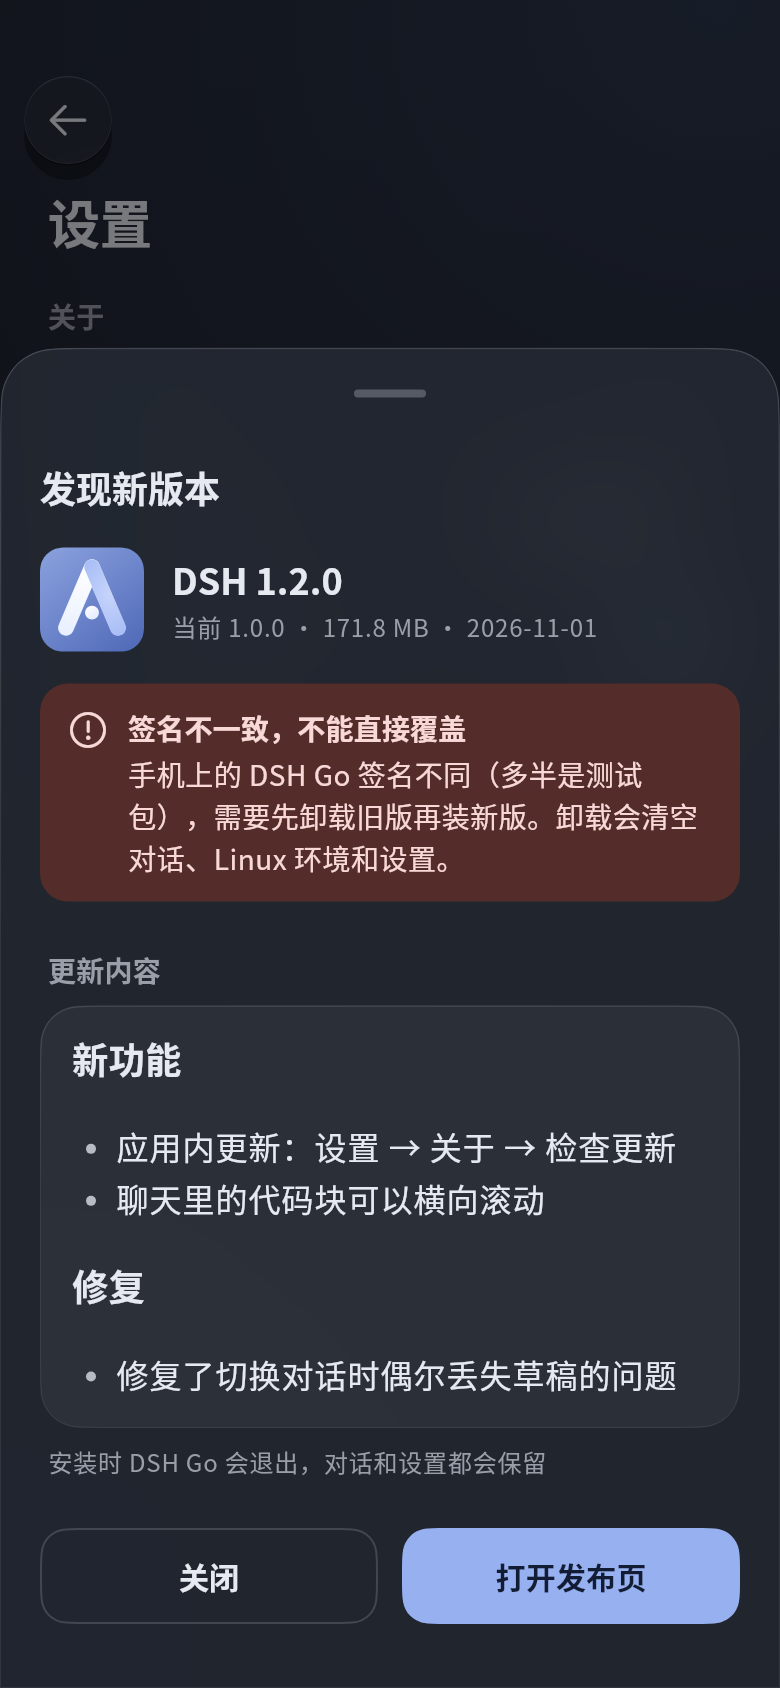 设置
关于
发现新版本
DSH 1.2.0
当前 1.0.0 • 171.8 MB • 2026-11-01
签名不一致，不能直接覆盖
手机上的 DSH Go 签名不同（多半是测试
包），需要先卸载旧版再装新版。卸载会清空
对话、Linux 环境和设置。
更新内容
新功能
• 应用内更新：设置 → 关于 → 检查更新
• 聊天里的代码块可以横向滚动
修复
• 修复了切换对话时偶尔丢失草稿的问题
安装时 DSH Go 会退出，对话和设置都会保留
关闭
打开发布页